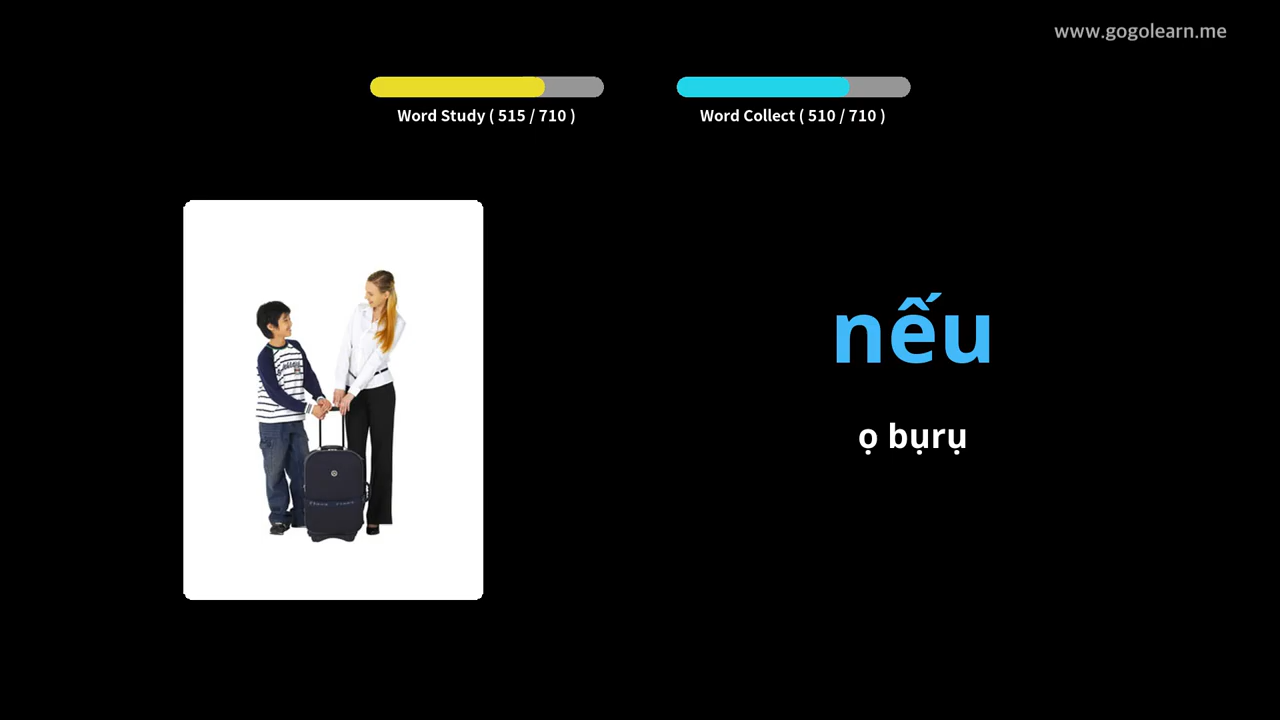 www.gogolearn.me
Word Study ( 515 / 710 )
Word Collect ( 510 / 710 )
nếu
ọ bụrụ